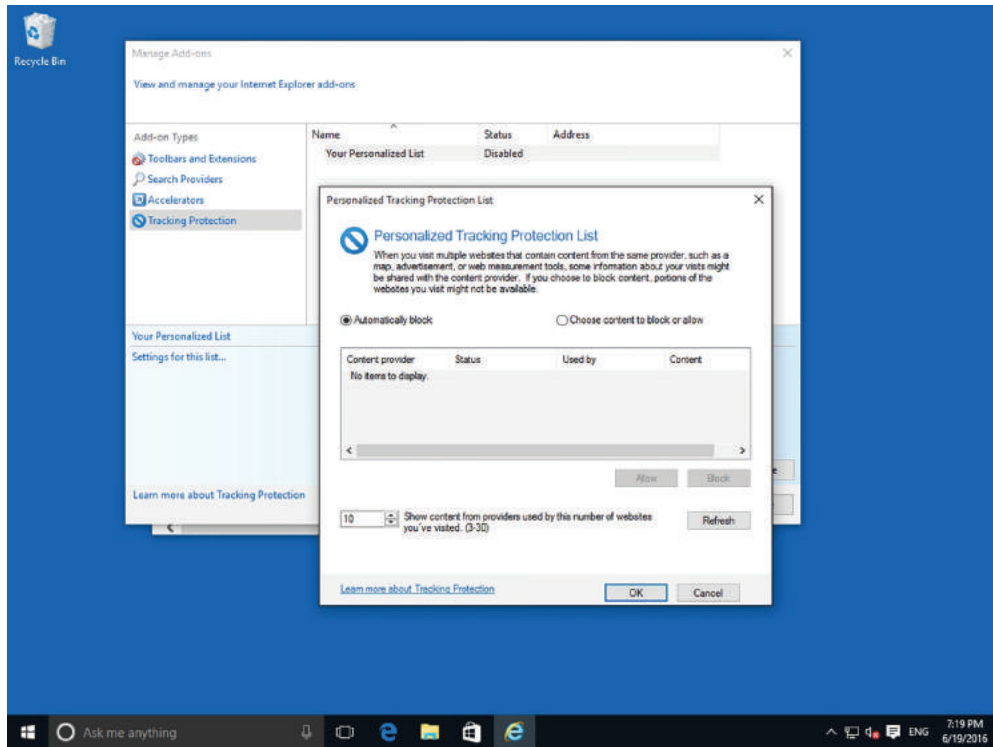 Recycle Bin
Manage Add-ons
View and manage your Internet Explorer add-ons
Add-on Types
Toolbars and Extensions
Search Providers
Accelerators
Tracking Protection
Name Status Address
Your Personalized List Disabled
Personalized Tracking Protection List
Personalized Tracking Protection List
When you visit multiple websites that contain content from the same provider, such as a
map, advertisement, or web measurement tools, some information about your visits might
be shared with the content provider. If you choose to block content, portions of the
websites you visit might not be available.
Automatically block
Choose content to block or allow
Content provider Status Used by Content
No items to display.
Allow
Block
10
Show content from providers used by this number of websites
you've visited. (3-30)
Refresh
Learn more about Tracking Protection
OK
Cancel
Your Personalized List
Settings for this list...
Learn more about Tracking Protection
e
Ask me anything
ENG
7:19 PM
6/19/2016